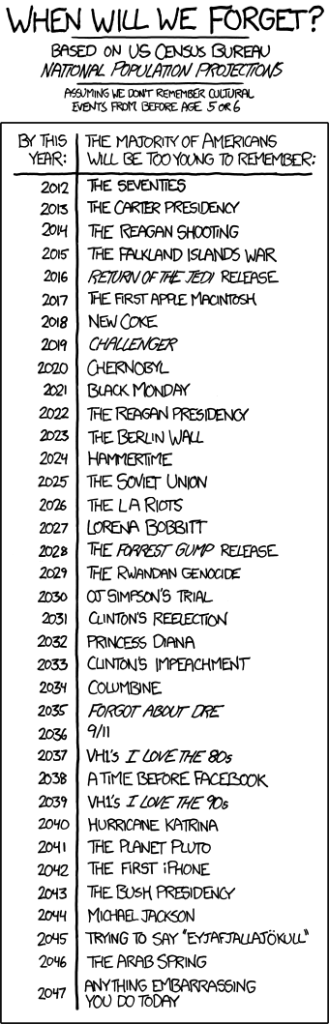 WHEN WILL WE FORGET?
BASED ON US CENSUS BUREAU
NATIONAL POPULATION PROJECTIONS
ASSUMING WE DON'T REMEMBER CULTURAL
EVENTS FROM BEFORE AGE 5 OR 6
BY THIS YEAR: THE MAJORITY OF AMERICANS WILL BE TOO YOUNG TO REMEMBER:
2012 THE SEVENTIES
2013 THE CARTER PRESIDENCY
2014 THE REAGAN SHOOTING
2015 THE FALKLAND ISLANDS WAR
2016 RETURN OF THE JEDI RELEASE
2017 THE FIRST APPLE MACINTOSH
2018 NEW COKE
2019 CHALLENGER
2020 CHERNOBYL
2021 BLACK MONDAY
2022 THE REAGAN PRESIDENCY
2023 THE BERLIN WALL
2024 HAMMERTIME
2025 THE SOVIET UNION
2026 THE LA RIOTS
2027 LORENA BOBBITT
2028 THE FORREST GUMP RELEASE
2029 THE RWANDAN GENOCIDE
2030 OJ SIMPSON'S TRIAL
2031 CLINTON'S REELECTION
2032 PRINCESS DIANA
2033 CLINTON'S IMPEACHMENT
2034 COLUMBINE
2035 FORGOT ABOUT DRE
2036 9/11
2037 VH1'S I LOVE THE 80s
2038 A TIME BEFORE FACEBOOK
2039 VH1'S I LOVE THE 90s
2040 HURRICANE KATRINA
2041 THE PLANET PLUTO
2042 THE FIRST iPHONE
2043 THE BUSH PRESIDENCY
2044 MICHAEL JACKSON
2045 TRYING TO SAY "EYJAFJALLAJÖKULL"
2046 THE ARAB SPRING
2047 ANYTHING EMBARRASSING
YOU DO TODAY